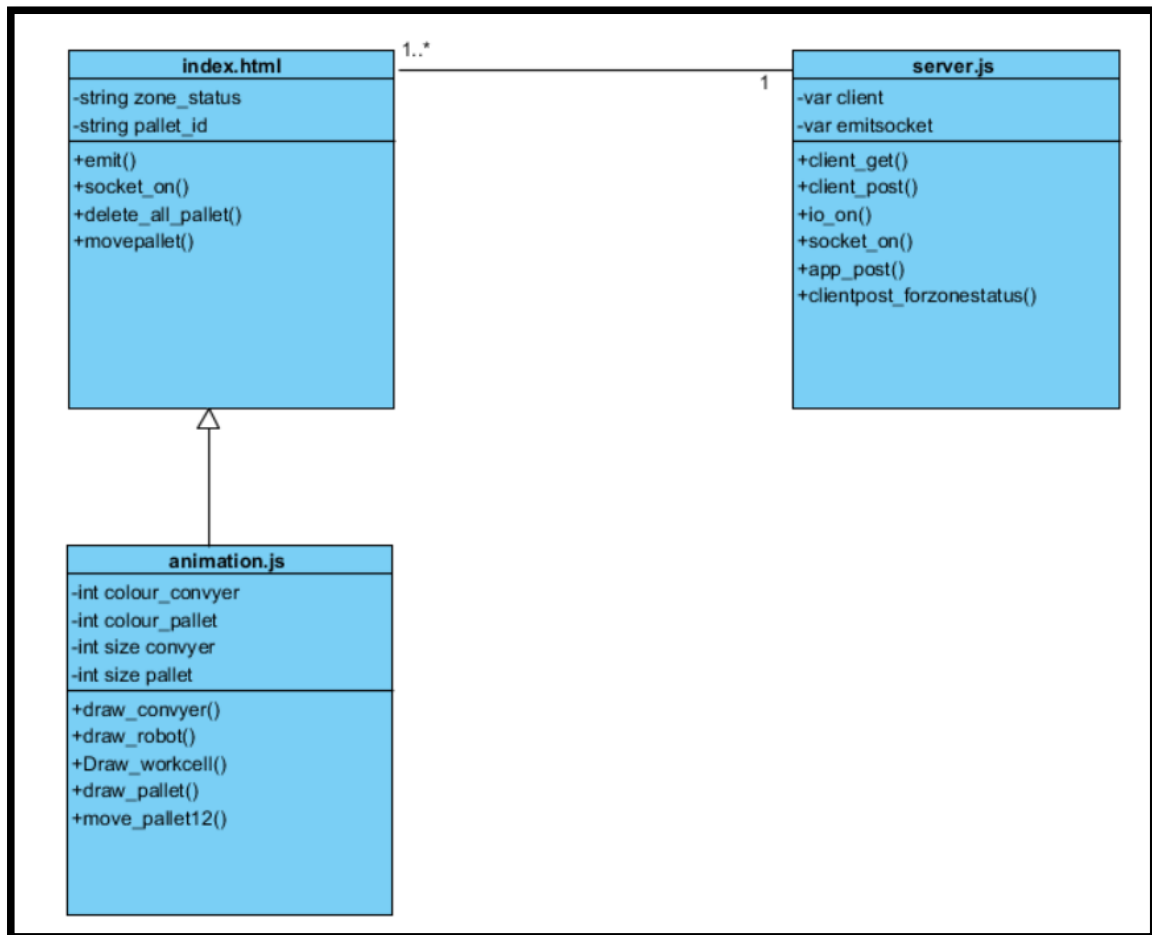 index.html
-string zone_status
-string pallet_id
+emit()
+socket_on()
+delete_all_pallet()
+movepallet()
1..*
1
server.js
-var client
-var emitsocket
+client_get()
+client_post()
+io_on()
+socket_on()
+app_post()
+clientpost_forzonestatus()
animation.js
-int colour_convyer
-int colour_pallet
-int size convyer
-int size pallet
+draw_convyer()
+draw_robot()
+Draw_workcell()
+draw_pallet()
+move_pallet12()